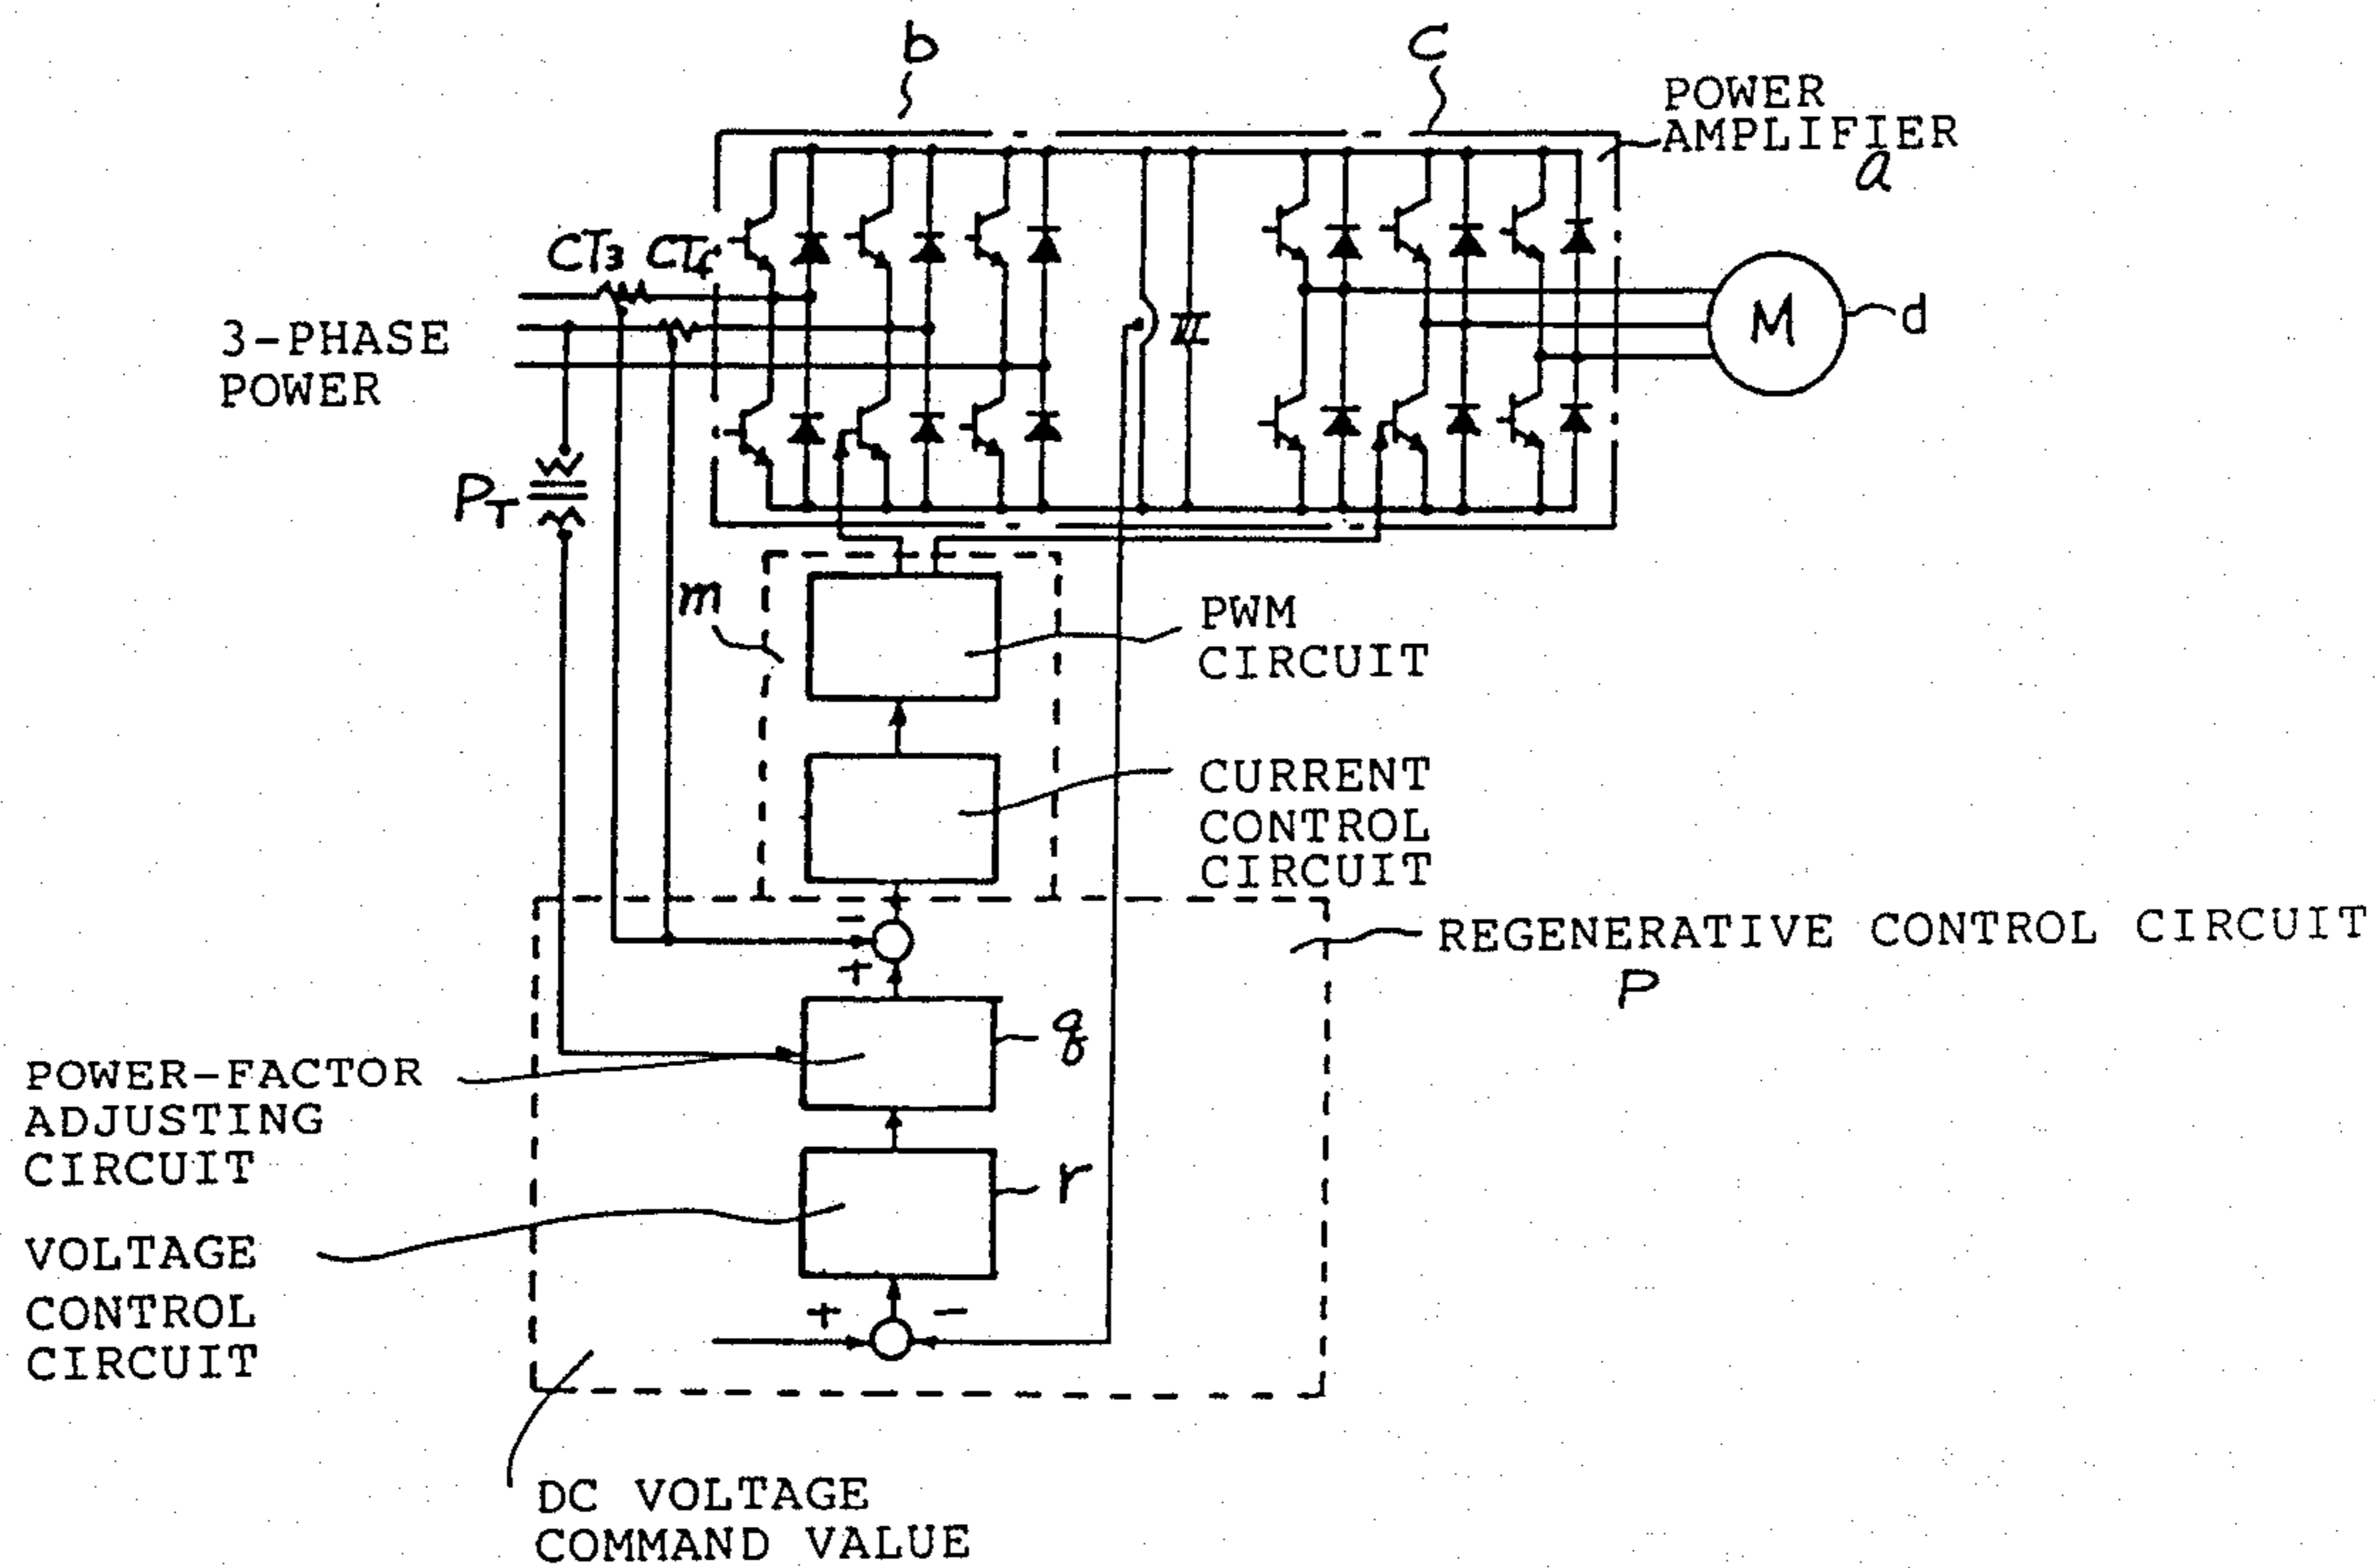 b
C
POWER
AMPLIFIER
a
CT3
3-PHASE
POWER
M
d
PT
m
PWM
CIRCUIT
CURRENT
CONTROL
CIRCUIT
-
+
REGENERATIVE CONTROL CIRCUIT
P
q
POWER-FACTOR
ADJUSTING
CIRCUIT
r
VOLTAGE
CONTROL
CIRCUIT
+ -
DC VOLTAGE
COMMAND VALUE